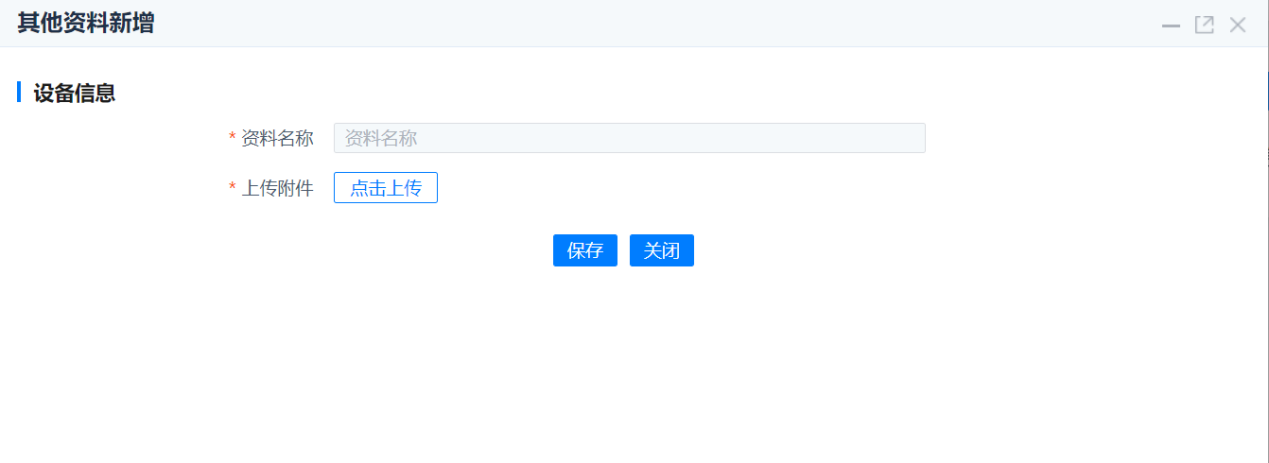 其他资料新增
设备信息
* 资料名称 资料名称
* 上传附件 点击上传
保存 关闭